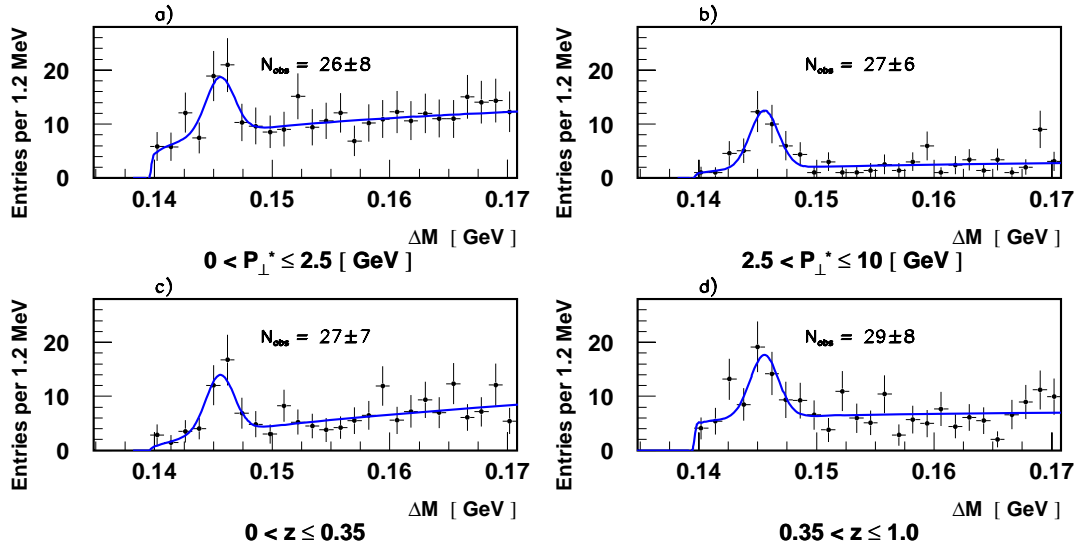 a)
Entries per 1.2 MeV
20
10
0
N_obs = 26±8
0.14 0.15 0.16 0.17
ΔM [ GeV ]
0 < P⊥* ≤ 2.5 [ GeV ]
b)
Entries per 1.2 MeV
20
10
0
N_obs = 27±6
0.14 0.15 0.16 0.17
ΔM [ GeV ]
2.5 < P⊥* ≤ 10 [ GeV ]
c)
Entries per 1.2 MeV
20
10
0
N_obs = 27±7
0.14 0.15 0.16 0.17
ΔM [ GeV ]
0 < z ≤ 0.35
d)
Entries per 1.2 MeV
20
10
0
N_obs = 29±8
0.14 0.15 0.16 0.17
ΔM [ GeV ]
0.35 < z ≤ 1.0